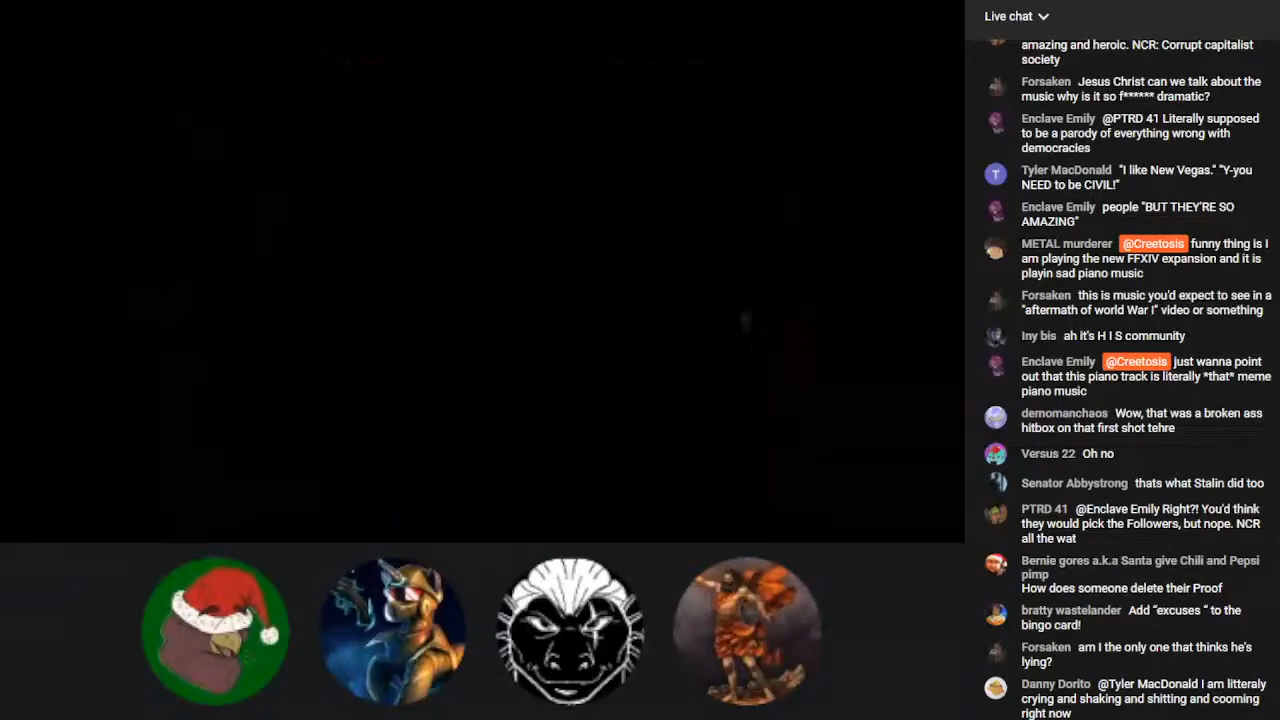 Live chat
amazing and heroic. NCR: Corrupt capitalist
society
Forsaken Jesus Christ can we talk about the
music why is it so f****** dramatic?
Enclave Emily @PTRD 41 Literally supposed
to be a parody of everything wrong with
democracies
T Tyler MacDonald "I like New Vegas." "Y-you
NEED to be CIVIL!"
Enclave Emily people "BUT THEY'RE SO
AMAZING"
METAL murderer @Creetosis funny thing is I
am playing the new FFXIV expansion and it is
playin sad piano music
Forsaken this is music you'd expect to see in a
"aftermath of world War I" video or something
Iny bis ah it's H I S community
Enclave Emily @Creetosis just wanna point
out that this piano track is literally *that* meme
piano music
demomanchaos Wow, that was a broken ass
hitbox on that first shot tehre
Versus 22 Oh no
Senator Abbystrong thats what Stalin did too
PTRD 41 @Enclave Emily Right?! You'd think
they would pick the Followers, but nope. NCR
all the wat
Bernie gores a.k.a Santa give Chili and Pepsi
pimp
How does someone delete their Proof
bratty wastelander Add “excuses “ to the
bingo card!
Forsaken am I the only one that thinks he's
lying?
Danny Dorito @Tyler MacDonald I am litteraly
crying and shaking and shitting and cooming
right now